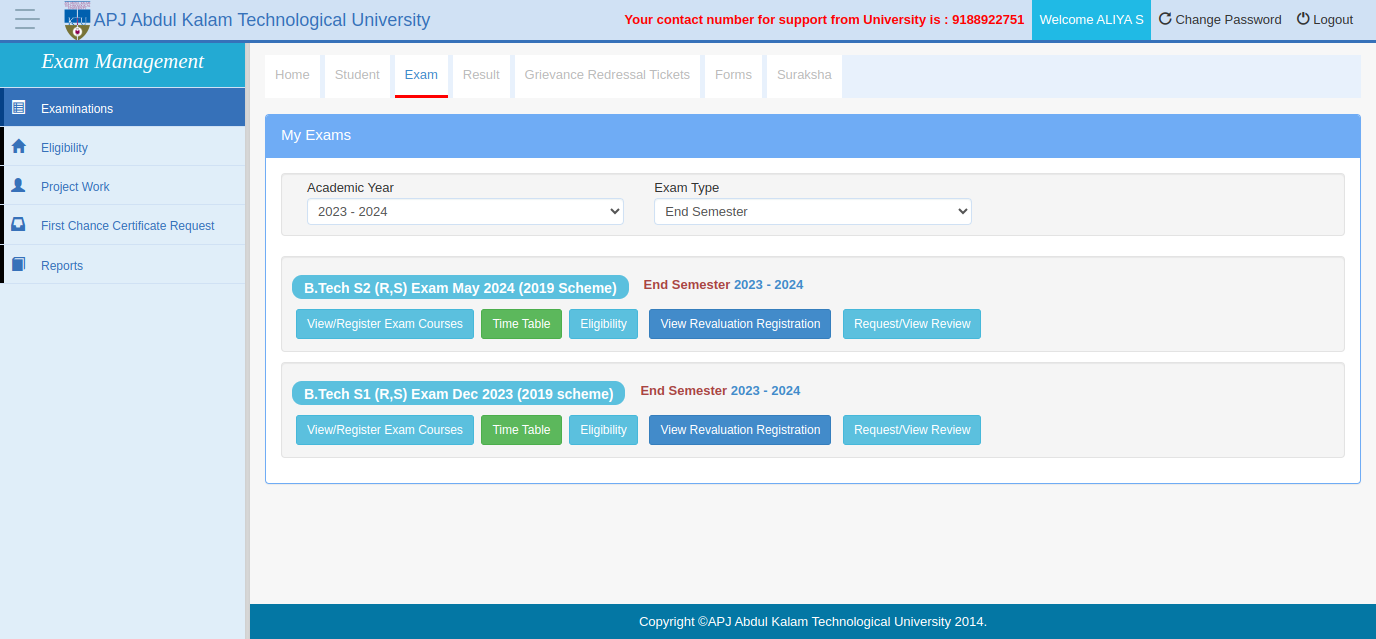 APJ Abdul Kalam Technological University
Your contact number for support from University is : 9188922751
Welcome ALIYA S
Change Password
Logout
Exam Management
Examinations
Eligibility
Project Work
First Chance Certificate Request
Reports
Home
Student
Exam
Result
Grievance Redressal Tickets
Forms
Suraksha
My Exams
Academic Year
Exam Type
2023 - 2024
End Semester
B.Tech S2 (R,S) Exam May 2024 (2019 Scheme)
End Semester 2023 - 2024
View/Register Exam Courses
Time Table
Eligibility
View Revaluation Registration
Request/View Review
B.Tech S1 (R,S) Exam Dec 2023 (2019 scheme)
End Semester 2023 - 2024
View/Register Exam Courses
Time Table
Eligibility
View Revaluation Registration
Request/View Review
Copyright ©APJ Abdul Kalam Technological University 2014.